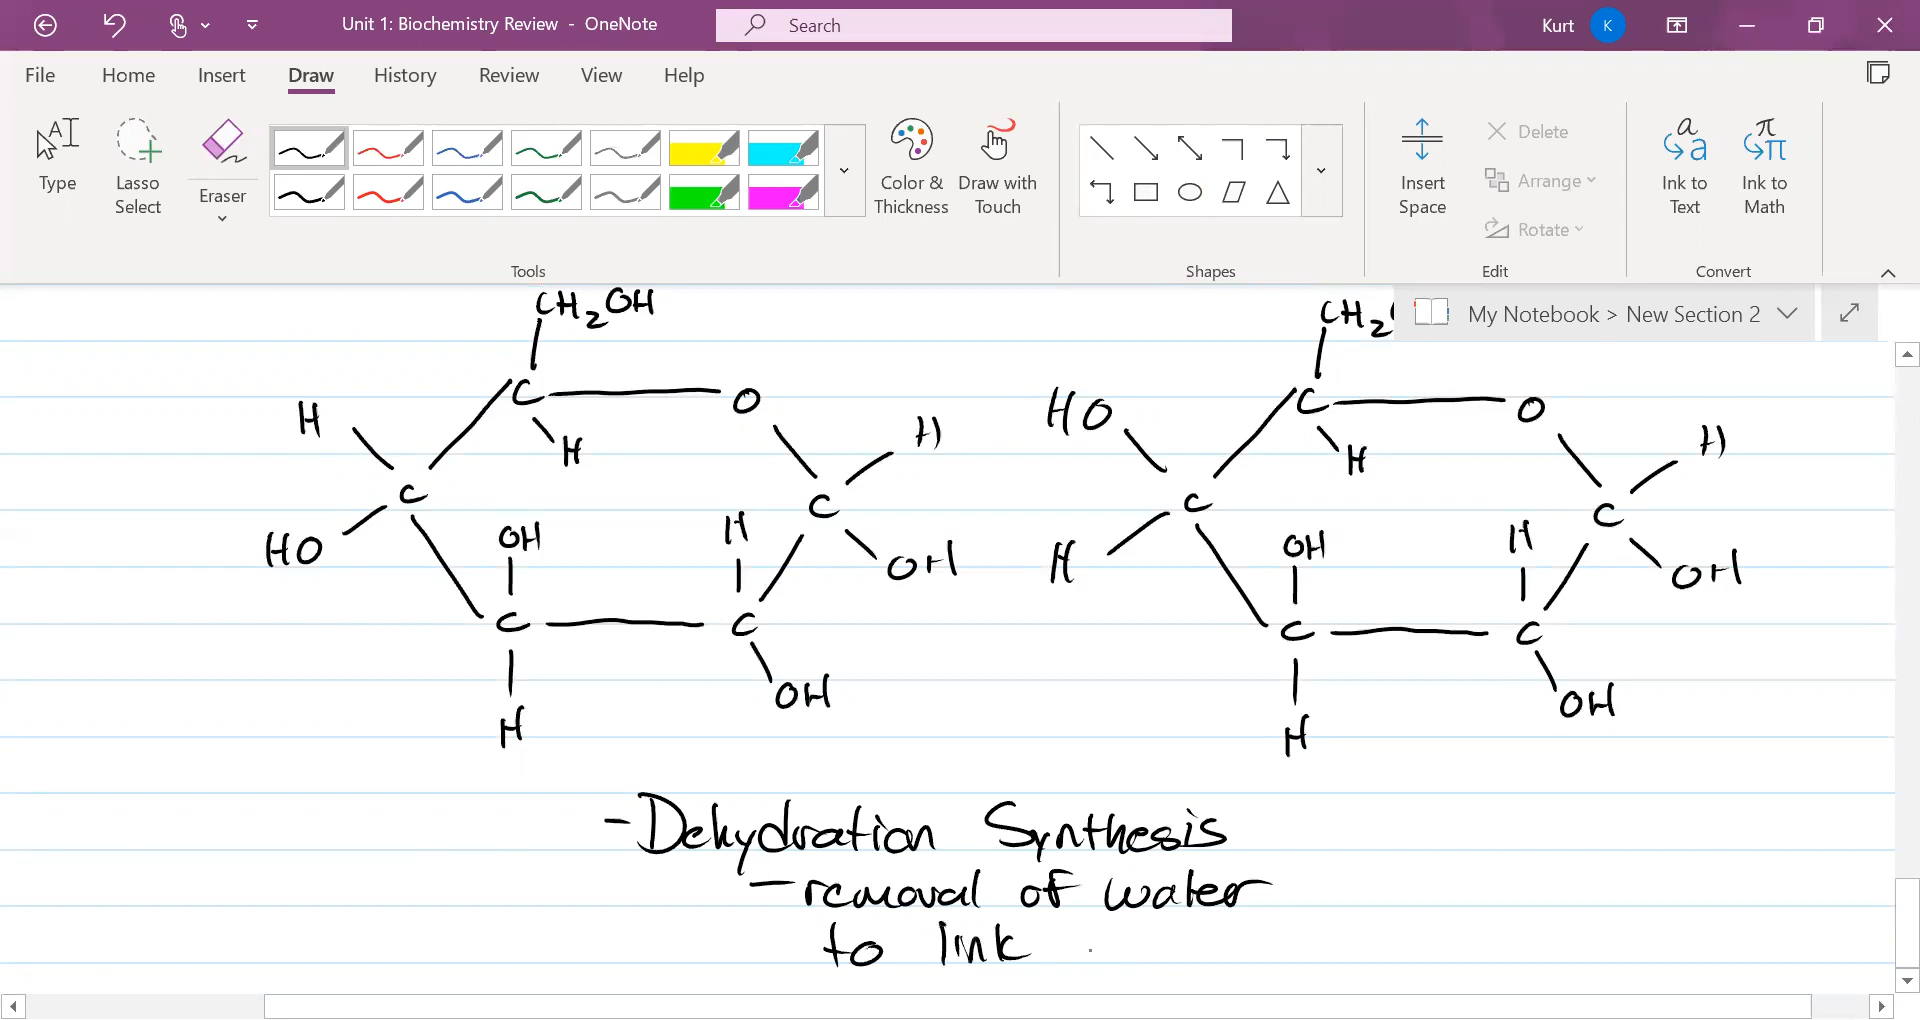 Unit 1: Biochemistry Review - OneNote
Search
Kurt
K
File Home Insert Draw History Review View Help
Type
Lasso Select
Eraser
Color & Thickness
Draw with Touch
Insert Space
Delete
Arrange
Rotate
Ink to Text
Ink to Math
Tools Shapes Edit Convert
My Notebook > New Section 2
CH2OH CH2
C O C O
H H H HO H H
C C C C
HO OH H OH H OH H OH
C C C C
OH OH
H H
- Dehydration Synthesis
- removal of water
to link